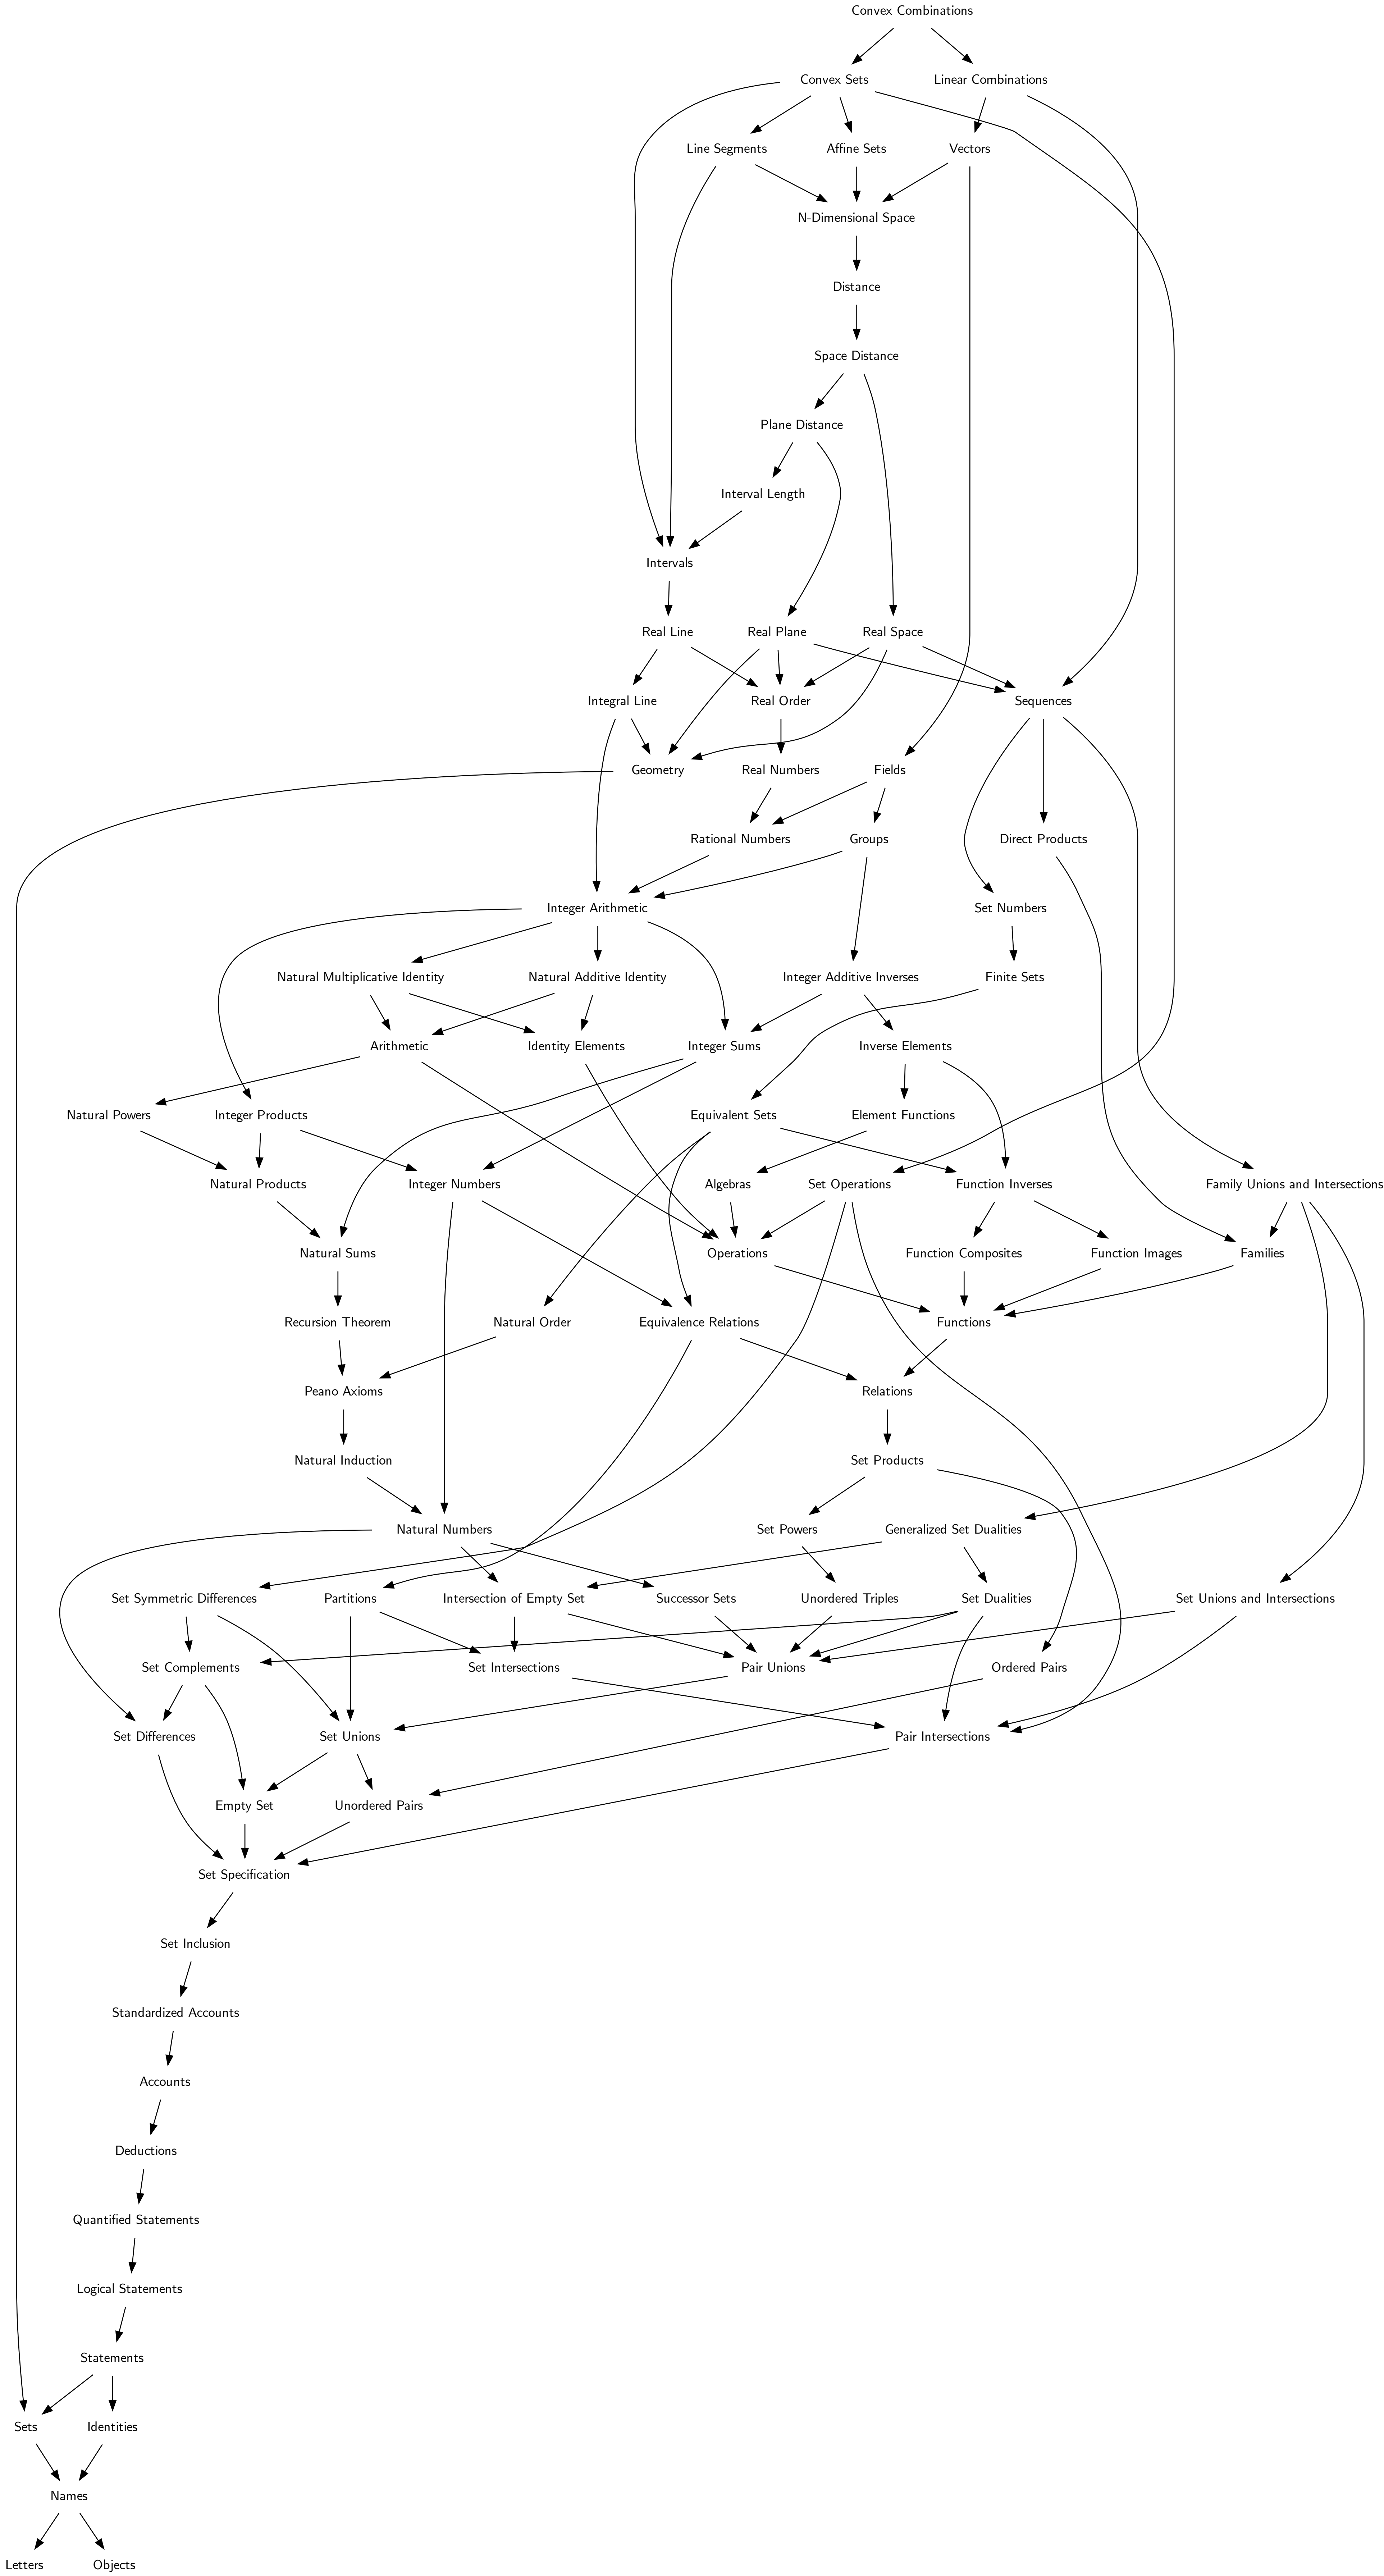 Convex Combinations
Convex Sets
Linear Combinations
Line Segments
Affine Sets
Vectors
N-Dimensional Space
Distance
Space Distance
Plane Distance
Interval Length
Intervals
Real Line
Real Plane
Real Space
Integral Line
Real Order
Sequences
Geometry
Real Numbers
Fields
Rational Numbers
Groups
Direct Products
Integer Arithmetic
Set Numbers
Natural Multiplicative Identity
Natural Additive Identity
Integer Additive Inverses
Finite Sets
Arithmetic
Identity Elements
Integer Sums
Inverse Elements
Natural Powers
Integer Products
Equivalent Sets
Element Functions
Natural Products
Integer Numbers
Algebras
Set Operations
Function Inverses
Family Unions and Intersections
Natural Sums
Operations
Function Composites
Function Images
Families
Recursion Theorem
Natural Order
Equivalence Relations
Functions
Peano Axioms
Relations
Natural Induction
Set Products
Natural Numbers
Set Powers
Generalized Set Dualities
Set Symmetric Differences
Partitions
Intersection of Empty Set
Successor Sets
Unordered Triples
Set Dualities
Set Unions and Intersections
Set Complements
Set Intersections
Pair Unions
Ordered Pairs
Set Differences
Set Unions
Pair Intersections
Empty Set
Unordered Pairs
Set Specification
Set Inclusion
Standardized Accounts
Accounts
Deductions
Quantified Statements
Logical Statements
Statements
Sets
Identities
Names
Letters
Objects